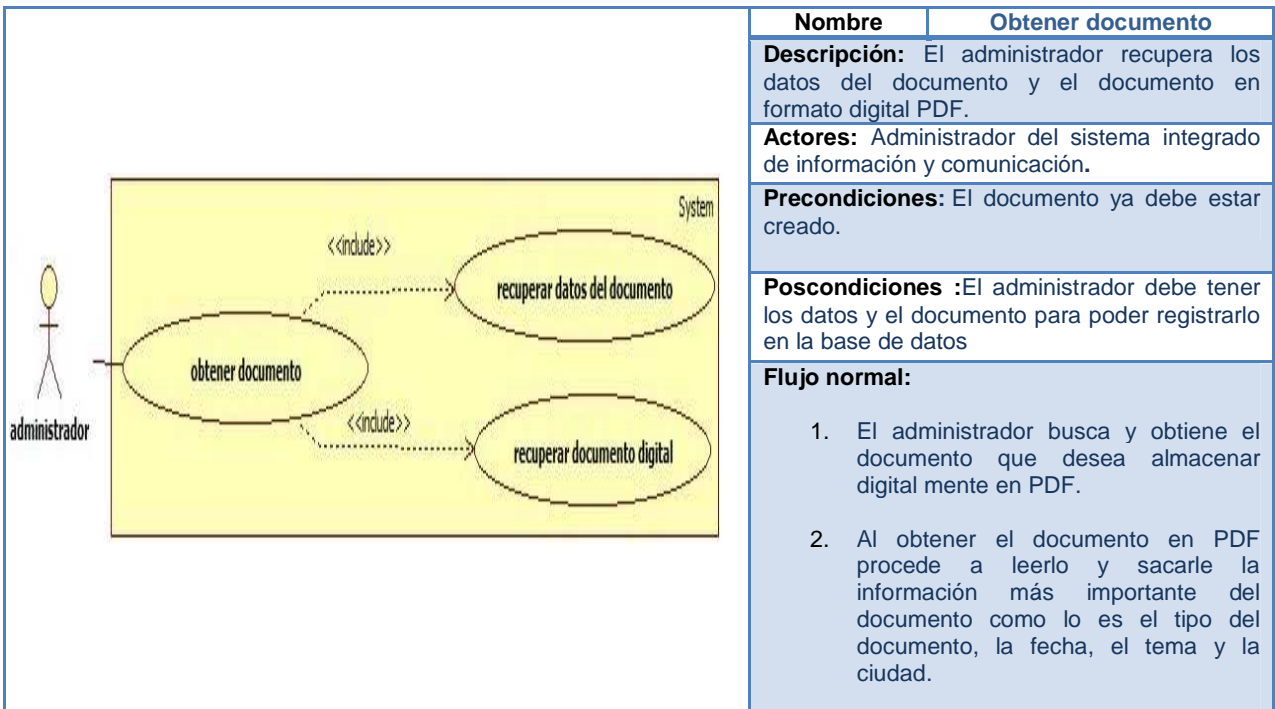 System
<<include>>
recuperar datos del documento
obtener documento
<<include>>
recuperar documento digital
administrador
Nombre
Obtener documento
Descripción: El administrador recupera los
datos del documento y el documento en
formato digital PDF.
Actores: Administrador del sistema integrado
de información y comunicación.
Precondiciones: El documento ya debe estar
creado.
Poscondiciones :El administrador debe tener
los datos y el documento para poder registrarlo
en la base de datos
Flujo normal:
1. El administrador busca y obtiene el
documento que desea almacenar
digital mente en PDF.
2. Al obtener el documento en PDF
procede a leerlo y sacarle la
información más importante del
documento como lo es el tipo del
documento, la fecha, el tema y la
ciudad.